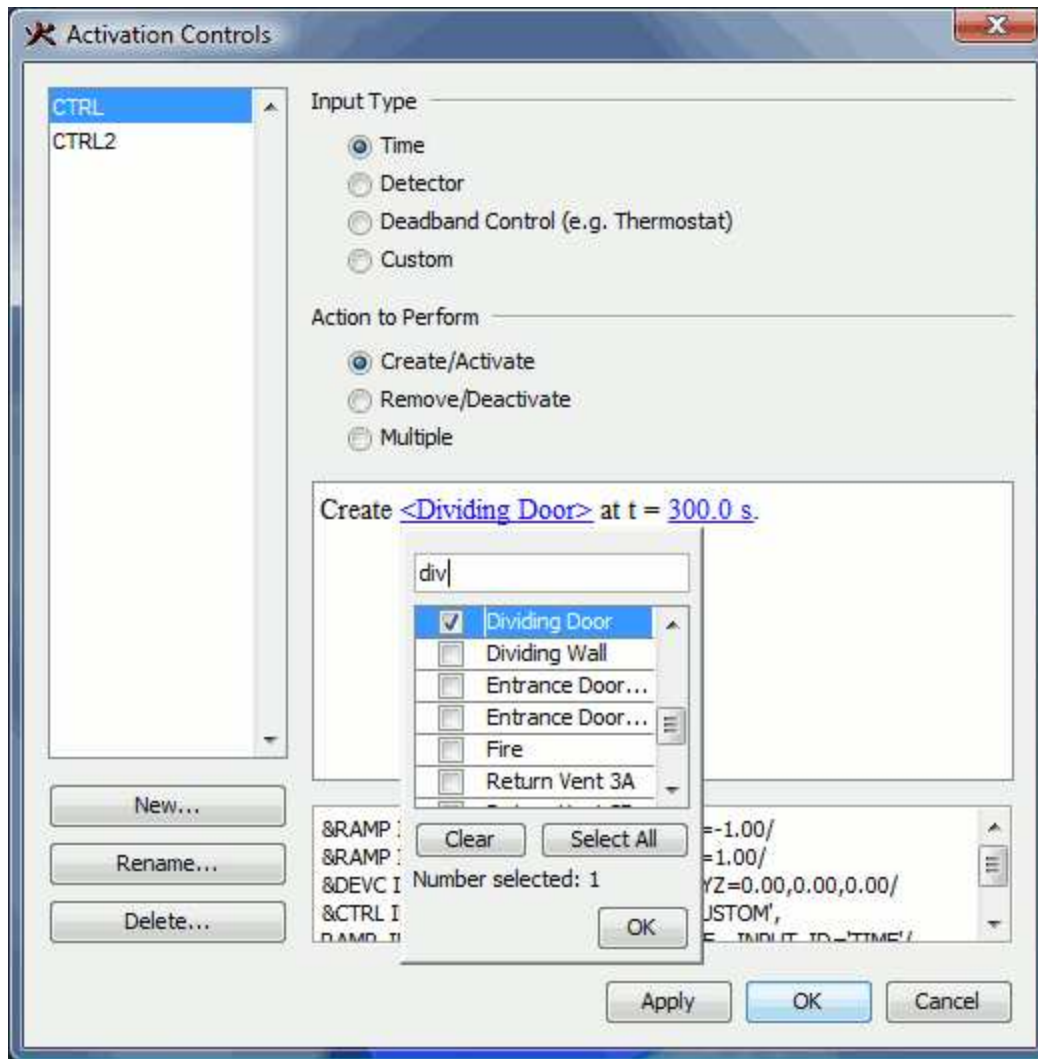 Activation Controls
CTRL
CTRL2
New...
Rename...
Delete...
Input Type
Time
Detector
Deadband Control (e.g. Thermostat)
Custom
Action to Perform
Create/Activate
Remove/Deactivate
Multiple
Create <Dividing Door> at t = 300.0 s.
div
Dividing Door
Dividing Wall
Entrance Door...
Entrance Door...
Fire
Return Vent 3A
Clear Select All
Number selected: 1
OK
&RAMP I =-1.00/
&RAMP I =1.00/
&DEVC I YZ=0.00,0.00,0.00/
&CTRL I USTOM',
INPUT_ID='TIME'/
Apply OK Cancel